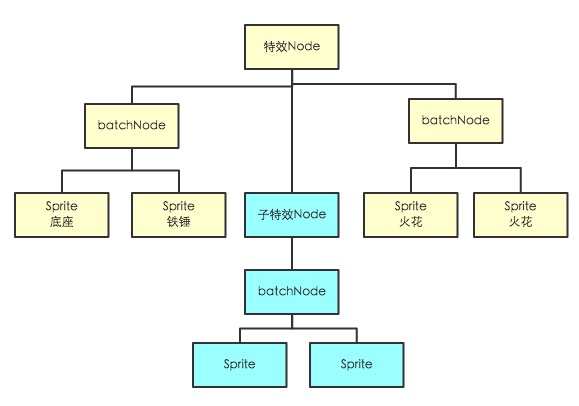 特效Node
batchNode
batchNode
Sprite
底座
Sprite
铁锤
子特效Node
Sprite
火花
Sprite
火花
batchNode
Sprite
Sprite